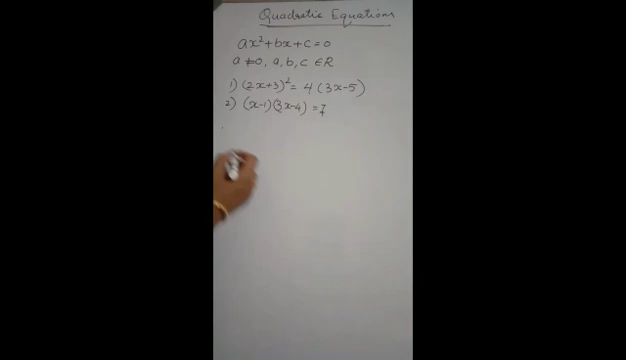 Quadratic Equations
ax²+bx+c=0
a≠0, a,b,c ∈R
1) (2x+3)² = 4(3x-5)
2) (x-1)(3x-4) = 7